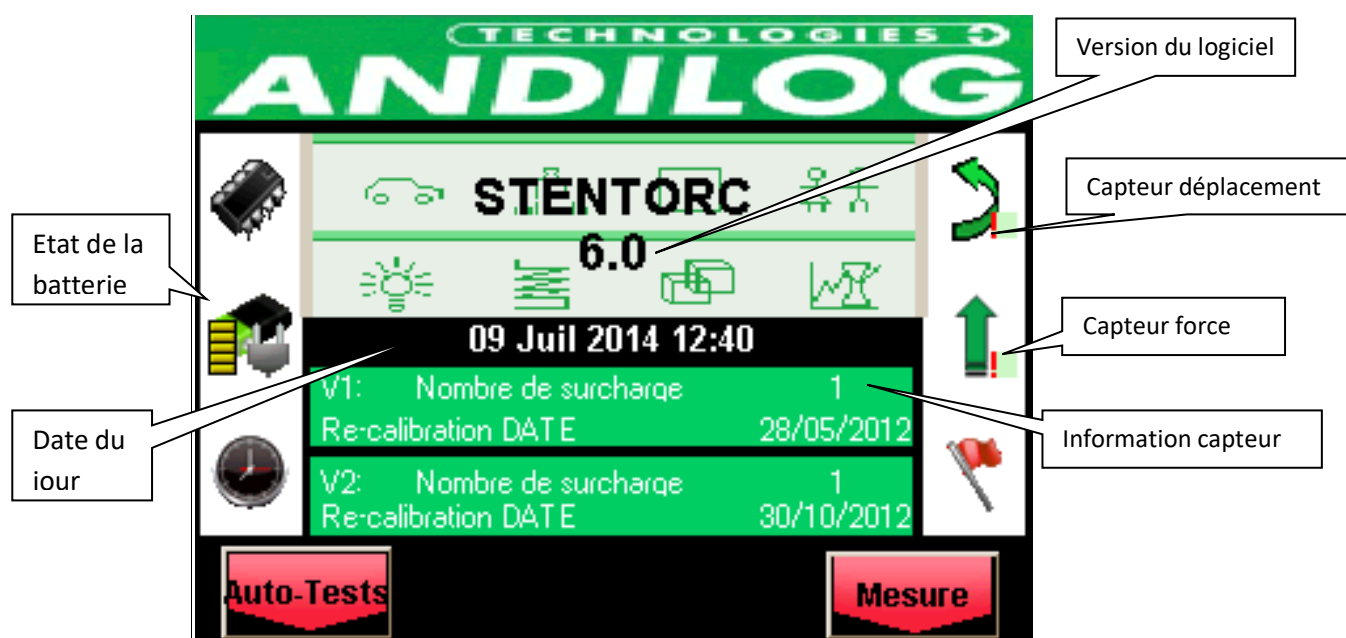 TECHNOLOGIES
ANDILOG
Version du logiciel
Capteur déplacement
STENTORC
6.0
Etat de la
batterie
Capteur force
09 Juil 2014 12:40
V1: Nombre de surcharge 1
Re-calibration DATE 28/05/2012
Information capteur
Date du
iour
V2: Nombre de surcharge 1
Re-calibration DATE 30/10/2012
Auto-Tests
Mesure